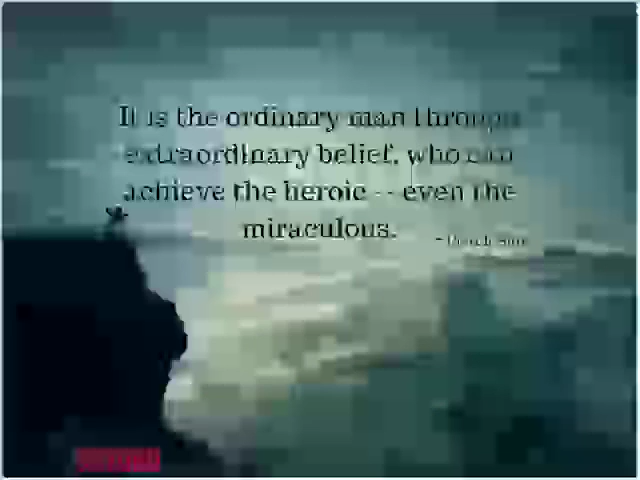 It is the ordinary man through
extraordinary belief, who can
achieve the heroic -- even the
miraculous.